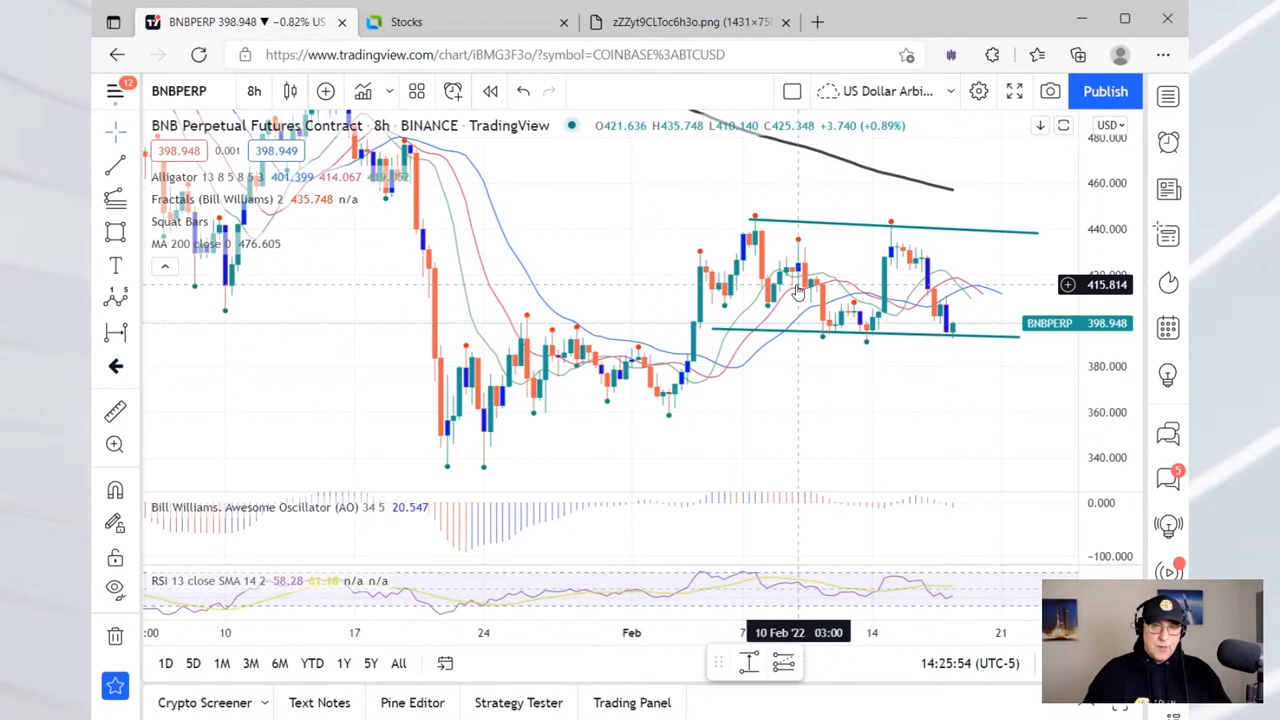 BNBPERP 398.948 ▼ −0.82% US
Stocks
zZZyt9CLToc6h3o.png (1431×758
https://www.tradingview.com/chart/iBMG3F3o/?symbol=COINBASE%3ABTCUSD
12
BNBPERP
8h
US Dollar Arbi...
Publish
BNB Perpetual Futures Contract · 8h · BINANCE · TradingView
O421.636 H435.748 L410.140 C425.348 +3.740 (+0.89%)
USD
398.948
0.001
398.949
Alligator 13 8 5 8 5 3 401.399 414.067
Fractals (Bill Williams) 2 435.748 n/a
Squat Bars
MA 200 close 0 476.605
480.000
460.000
440.000
415.814
BNBPERP 398.948
380.000
360.000
340.000
Bill Williams. Awesome Oscillator (AO) 34 5 20.547
0.000
−100.000
RSI 13 close SMA 14 2 58.28 61.18 n/a n/a
5
:00
10
17
24
Feb
7
10 Feb '22 03:00
14
21
1D
5D
1M
3M
6M
YTD
1Y
5Y
All
14:25:54 (UTC-5)
Crypto Screener
Text Notes
Pine Editor
Strategy Tester
Trading Panel